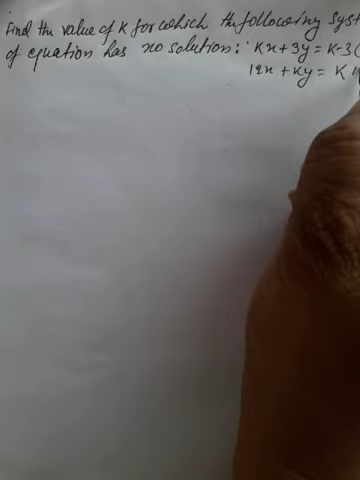 Find the value of K for which the following syst
of equation has no solution: Kx+3y = K-3
12x + Ky = K